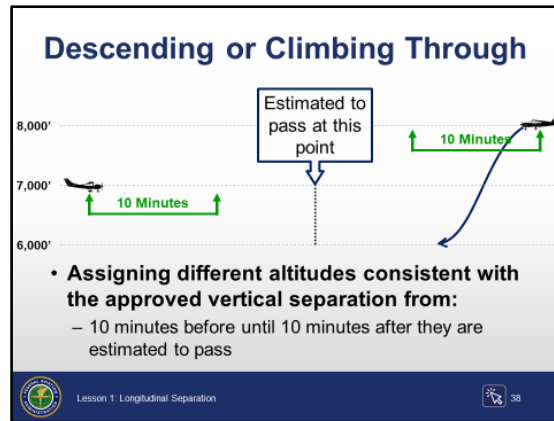 Descending or Climbing Through
Estimated to
pass at this
point
8,000'
10 Minutes
7,000'
10 Minutes
6,000'
• Assigning different altitudes consistent with
the approved vertical separation from:
– 10 minutes before until 10 minutes after they are
estimated to pass
Lesson 1: Longitudinal Separation
38